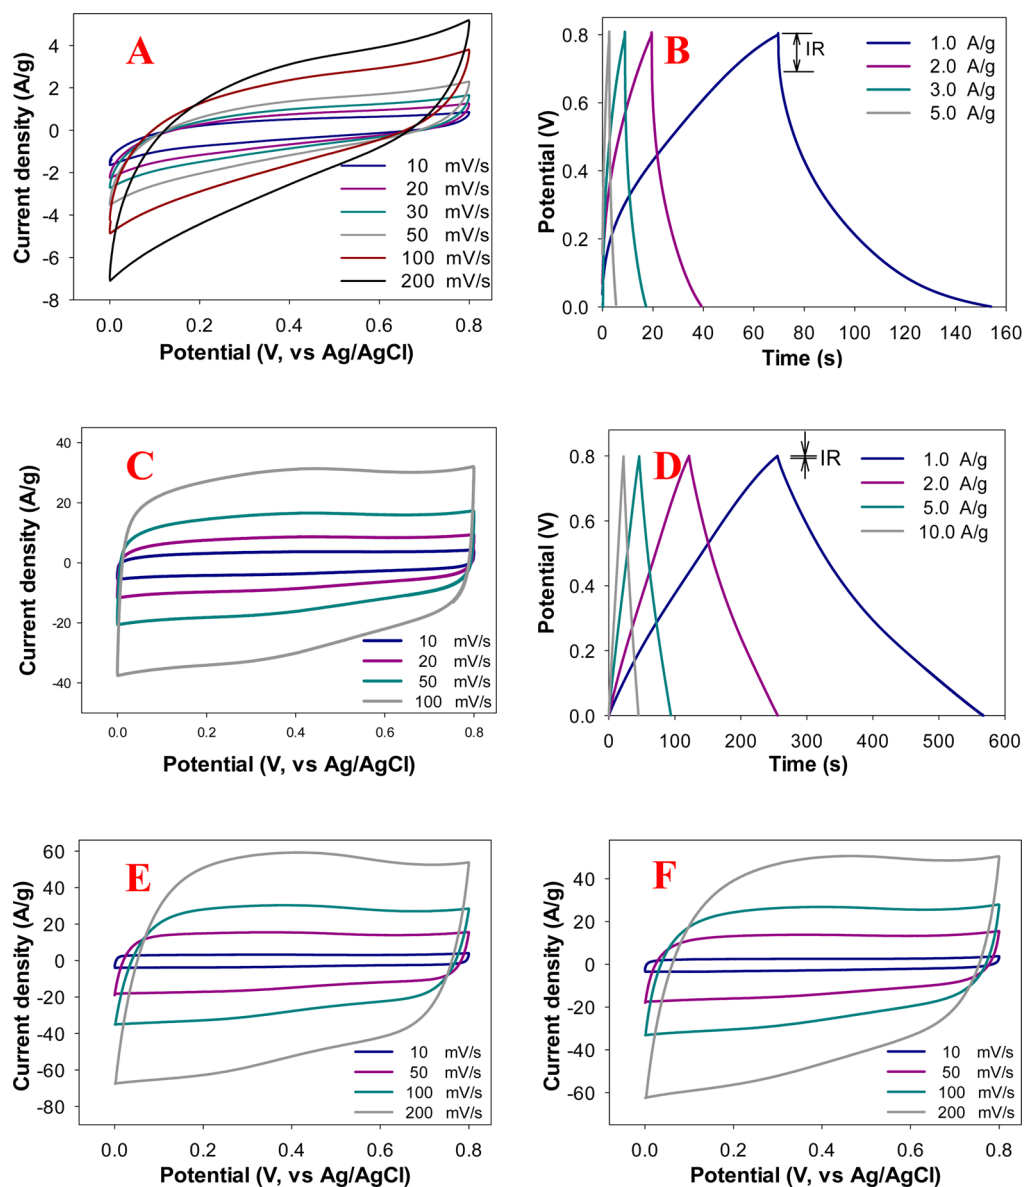 A
Current density (A/g)
4
2
0
-2
-4
-6
-8
10 mV/s
20 mV/s
30 mV/s
50 mV/s
100 mV/s
200 mV/s
0.0 0.2 0.4 0.6 0.8
Potential (V, vs Ag/AgCl)
B
IR
Potential (V)
0.8
0.6
0.4
0.2
0.0
1.0 A/g
2.0 A/g
3.0 A/g
5.0 A/g
0 20 40 60 80 100 120 140 160
Time (s)
C
Current density (A/g)
40
20
0
-20
-40
10 mV/s
20 mV/s
50 mV/s
100 mV/s
0.0 0.2 0.4 0.6 0.8
Potential (V, vs Ag/AgCl)
D
IR
Potential (V)
0.8
0.6
0.4
0.2
0.0
1.0 A/g
2.0 A/g
5.0 A/g
10.0 A/g
0 100 200 300 400 500 600
Time (s)
E
Current density (A/g)
60
40
20
0
-20
-40
-60
-80
10 mV/s
50 mV/s
100 mV/s
200 mV/s
0.0 0.2 0.4 0.6 0.8
Potential (V, vs Ag/AgCl)
F
Current density (A/g)
40
20
0
-20
-40
-60
10 mV/s
50 mV/s
100 mV/s
200 mV/s
0.0 0.2 0.4 0.6 0.8
Potential (V, vs Ag/AgCl)